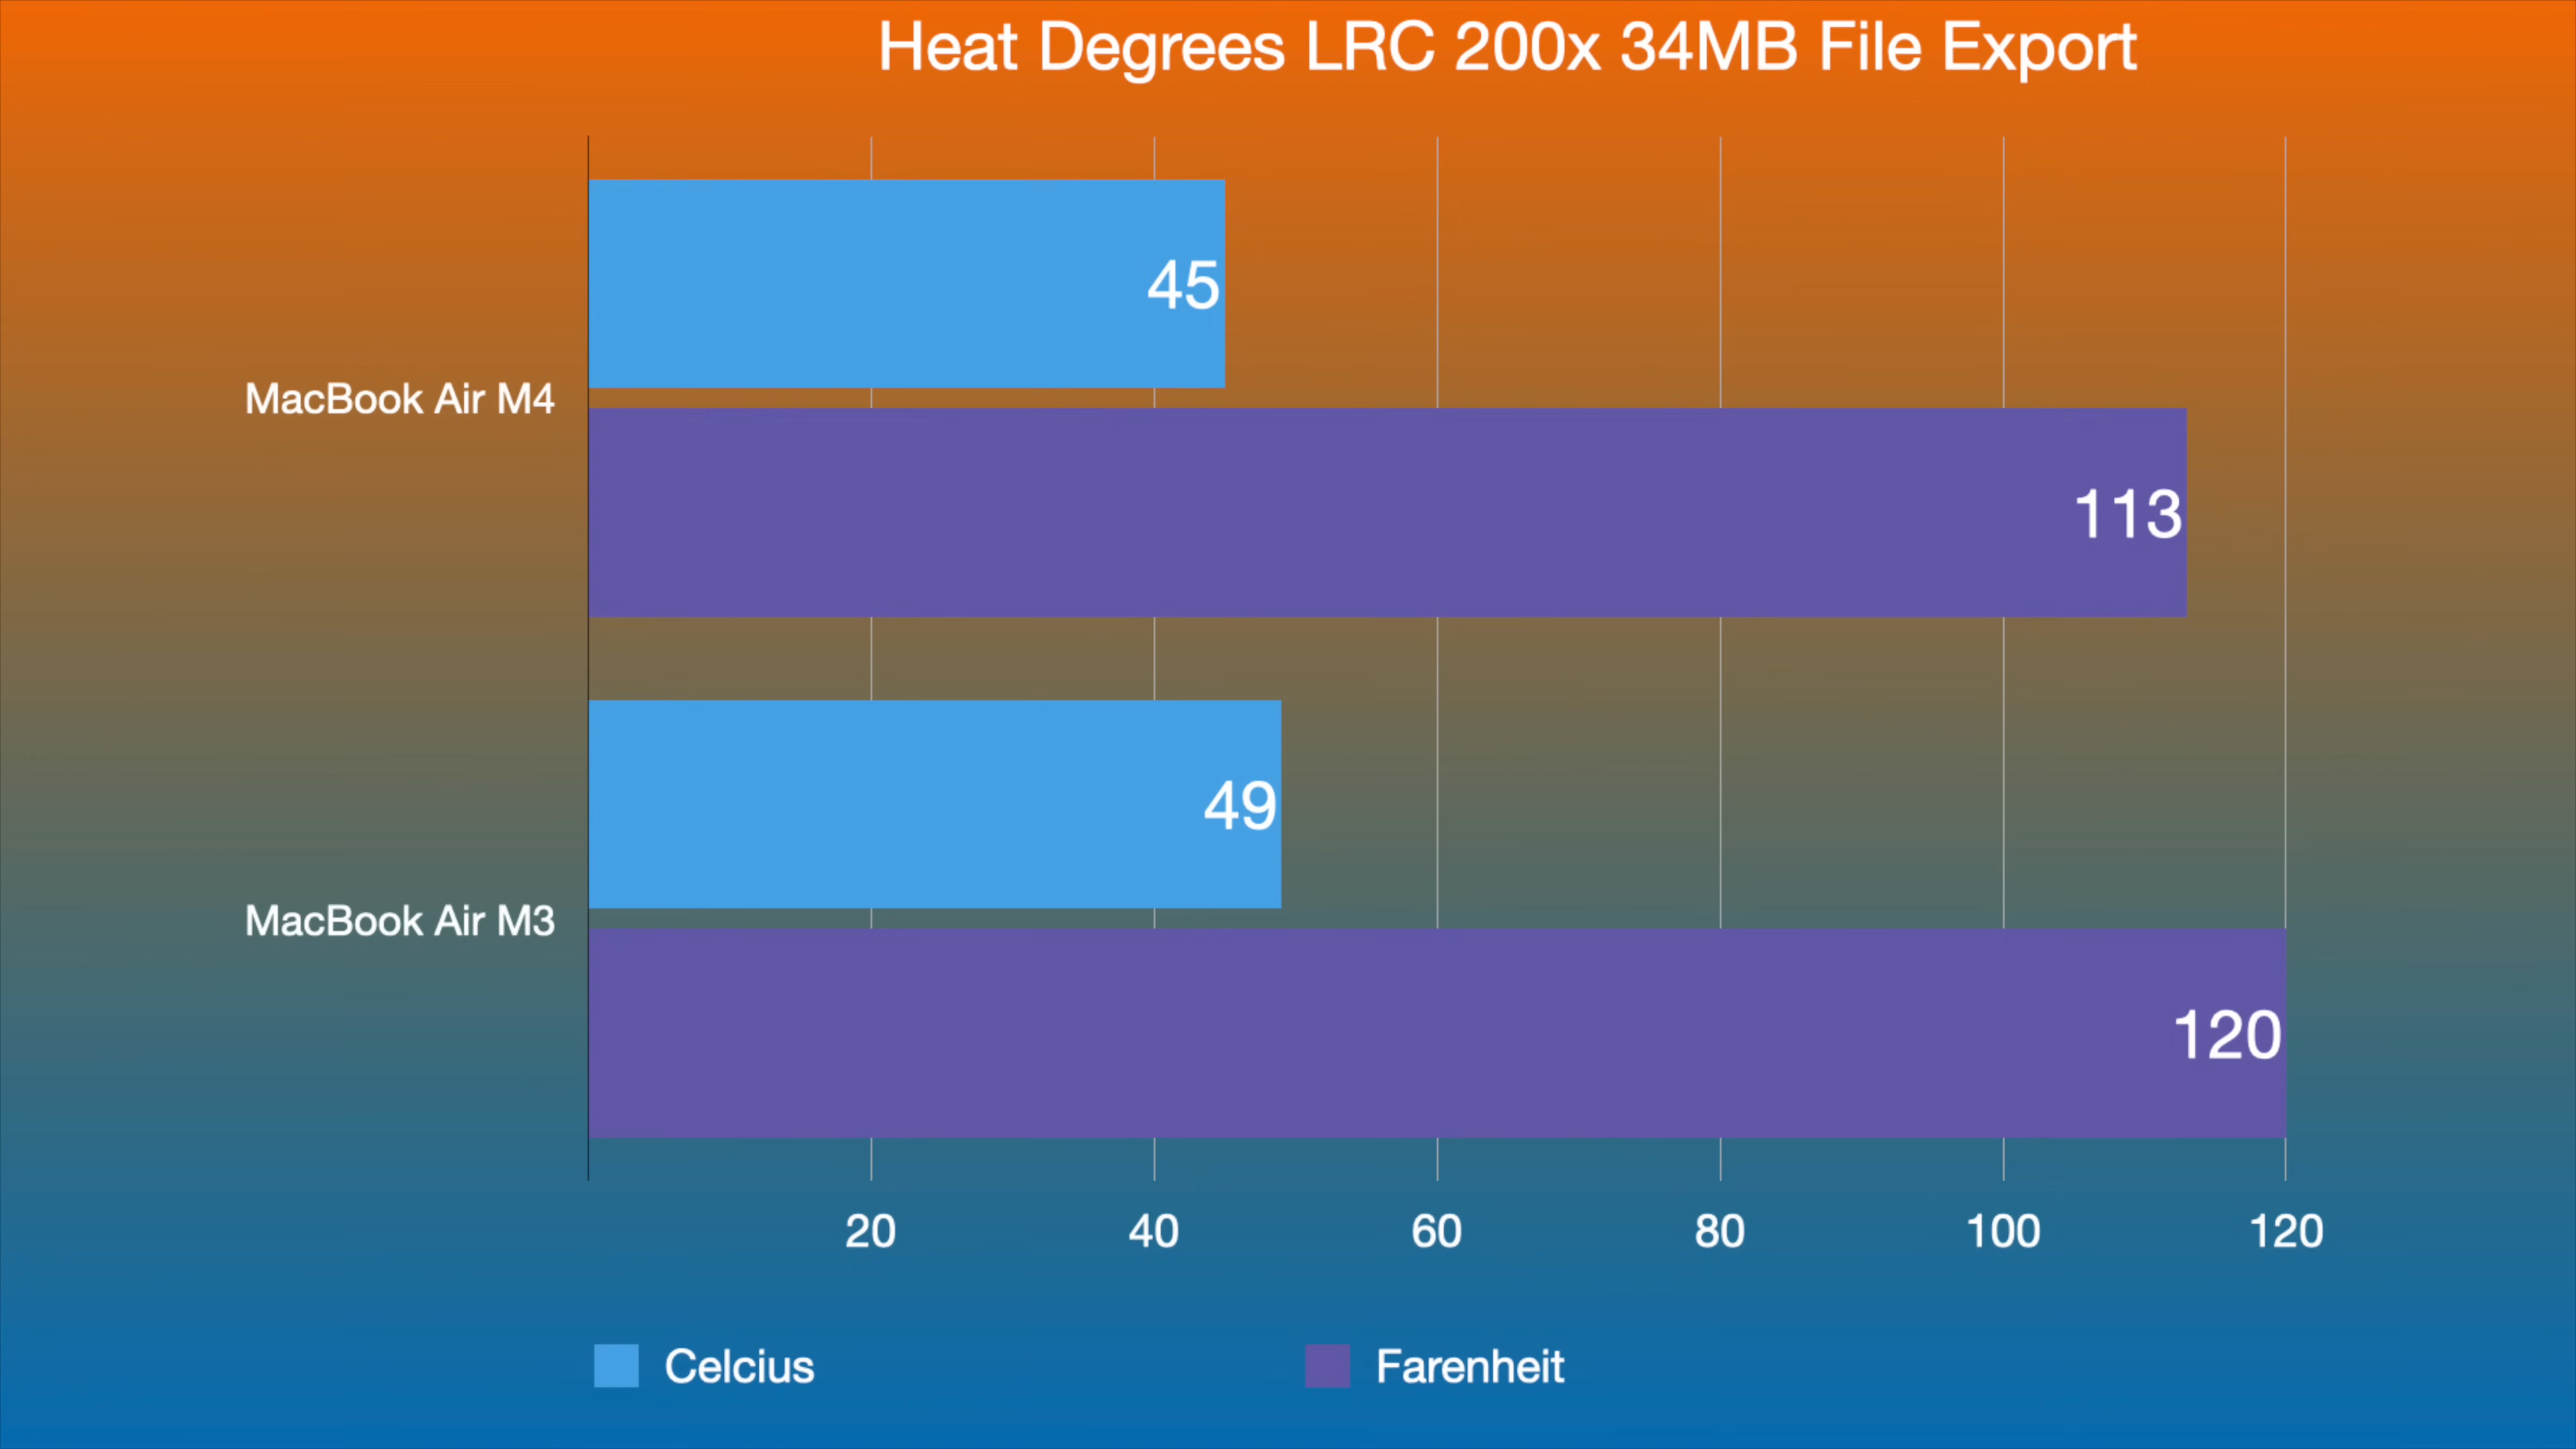 Heat Degrees LRC 200x 34MB File Export
45
MacBook Air M4
113
49
MacBook Air M3
120
20 40 60 80 100 120
Celcius Farenheit